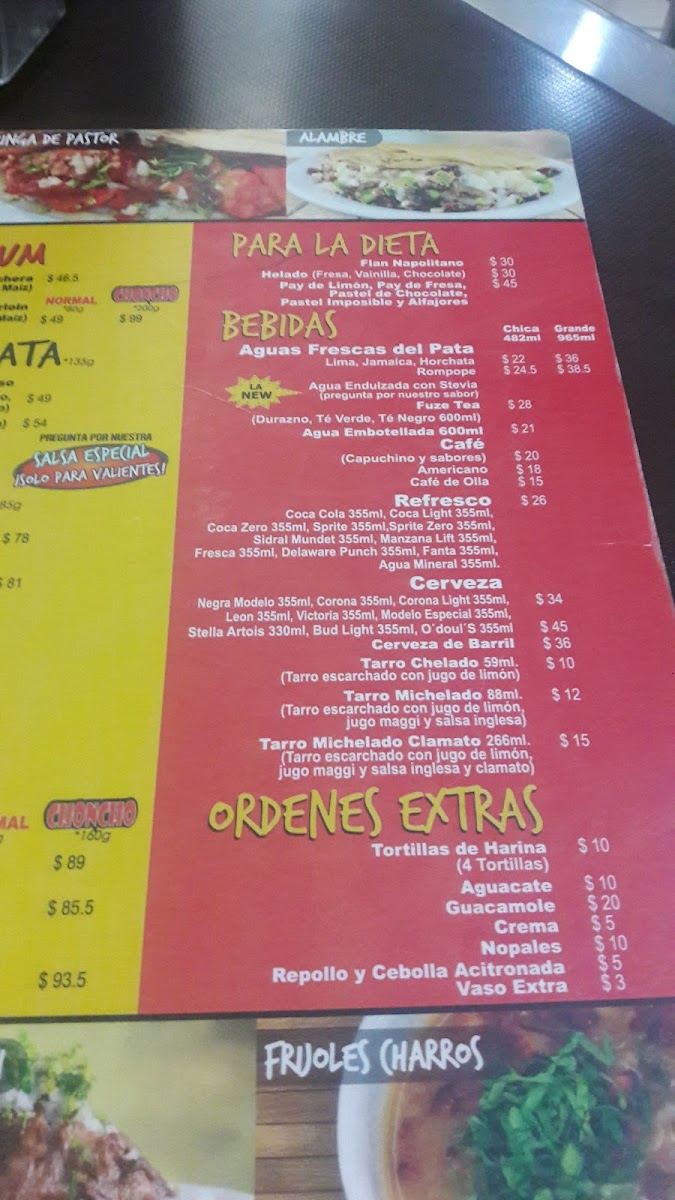 INGA DE PASTOR
ALAMBRE
UM
chera $ 46.5
Maíz)
NORMAL CHONCHO
*80g *200g
rloin
Maíz) $ 49 $ 99
ATA *135g
so
o, $ 49
o)
) $ 54
PREGUNTA POR NUESTRA
SALSA ESPECIAL
¡SOLO PARA VALIENTES!
85g
$ 78
$ 81
MAL CHONCHO
g *180g
$ 89
$ 85.5
$ 93.5
PARA LA DIETA
Flan Napolitano $ 30
Helado (Fresa, Vainilla, Chocolate) $ 30
Pay de Limón, Pay de Fresa, $ 45
Pastel de Chocolate,
Pastel Imposible y Alfajores
BEBIDAS
Chica Grande
482ml 965ml
Aguas Frescas del Pata
Lima, Jamaica, Horchata $ 22 $ 36
Rompope $ 24.5 $ 38.5
LA
NEW
Agua Endulzada con Stevia
(pregunta por nuestro sabor)
Fuze Tea $ 28
(Durazno, Té Verde, Té Negro 600ml)
Agua Embotellada 600ml $ 21
Café
(Capuchino y sabores) $ 20
Americano $ 18
Café de Olla $ 15
Refresco $ 26
Coca Cola 355ml, Coca Light 355ml,
Coca Zero 355ml, Sprite 355ml,Sprite Zero 355ml,
Sidral Mundet 355ml, Manzana Lift 355ml,
Fresca 355ml, Delaware Punch 355ml, Fanta 355ml,
Agua Mineral 355ml.
Cerveza
Negra Modelo 355ml, Corona 355ml, Corona Light 355ml, $ 34
Leon 355ml, Victoria 355ml, Modelo Especial 355ml,
Stella Artois 330ml, Bud Light 355ml, O´doul´S 355ml $ 45
Cerveza de Barril $ 36
Tarro Chelado 59ml. $ 10
(Tarro escarchado con jugo de limón)
Tarro Michelado 88ml. $ 12
(Tarro escarchado con jugo de limón,
jugo maggi y salsa inglesa)
Tarro Michelado Clamato 266ml. $ 15
(Tarro escarchado con jugo de limón,
jugo maggi y salsa inglesa y clamato)
ORDENES EXTRAS
Tortillas de Harina $ 10
(4 Tortillas)
Aguacate $ 10
Guacamole $ 20
Crema $ 5
Nopales $ 10
Repollo y Cebolla Acitronada $ 5
Vaso Extra $ 3
FRIJOLES CHARROS